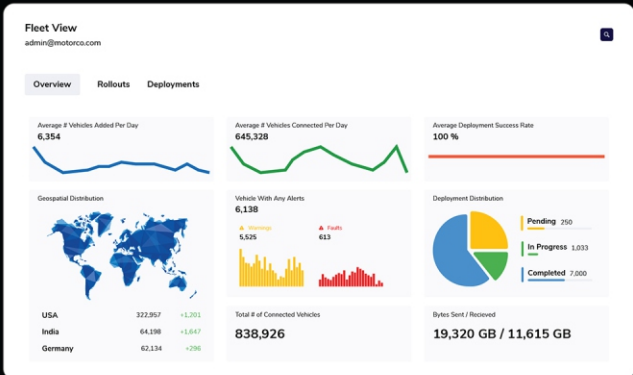 Fleet View
admin@motorco.com
Overview Rollouts Deployments
Average # Vehicles Added Per Day
6,354
Average # Vehicles Connected Per Day
645,328
Average Deployment Success Rate
100 %
Geospatial Distribution
USA 322,957 +1,201
India 64,198 +1,647
Germany 62,134 +296
Vehicle With Any Alerts
6,138
Warnings Faults
5,525 613
Deployment Distribution
Pending 250
In Progress 1,033
Completed 7,000
Total # of Connected Vehicles
838,926
Bytes Sent / Recieved
19,320 GB / 11,615 GB